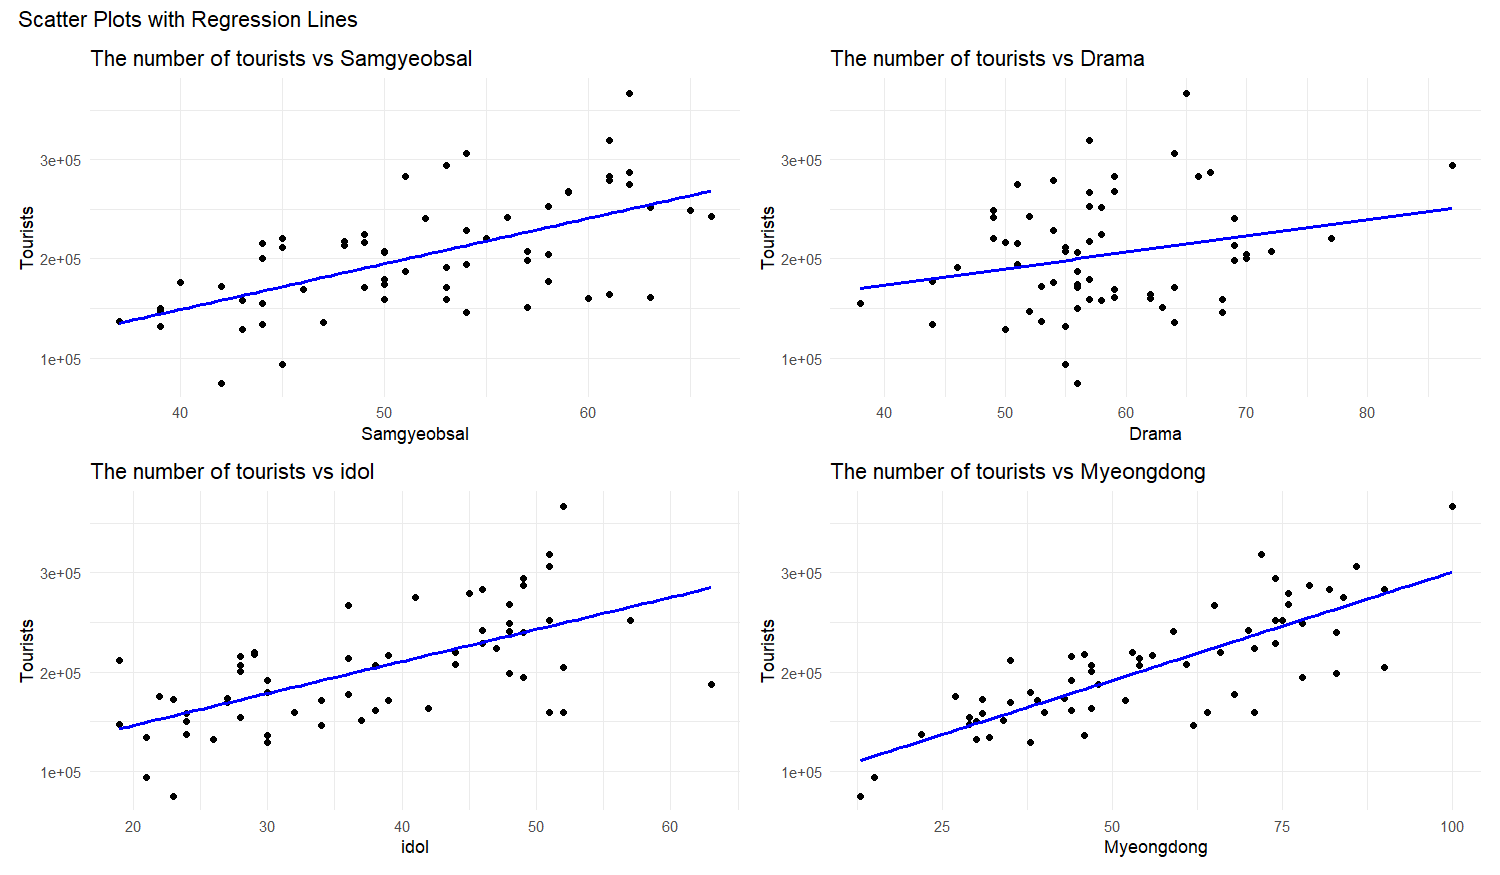 Scatter Plots with Regression Lines
The number of tourists vs Samgyeobsal
Tourists
3e+05
2e+05
1e+05
40 50 60
Samgyeobsal
The number of tourists vs Drama
Tourists
3e+05
2e+05
1e+05
40 50 60 70 80
Drama
The number of tourists vs idol
Tourists
3e+05
2e+05
1e+05
20 30 40 50 60
idol
The number of tourists vs Myeongdong
Tourists
3e+05
2e+05
1e+05
25 50 75 100
Myeongdong